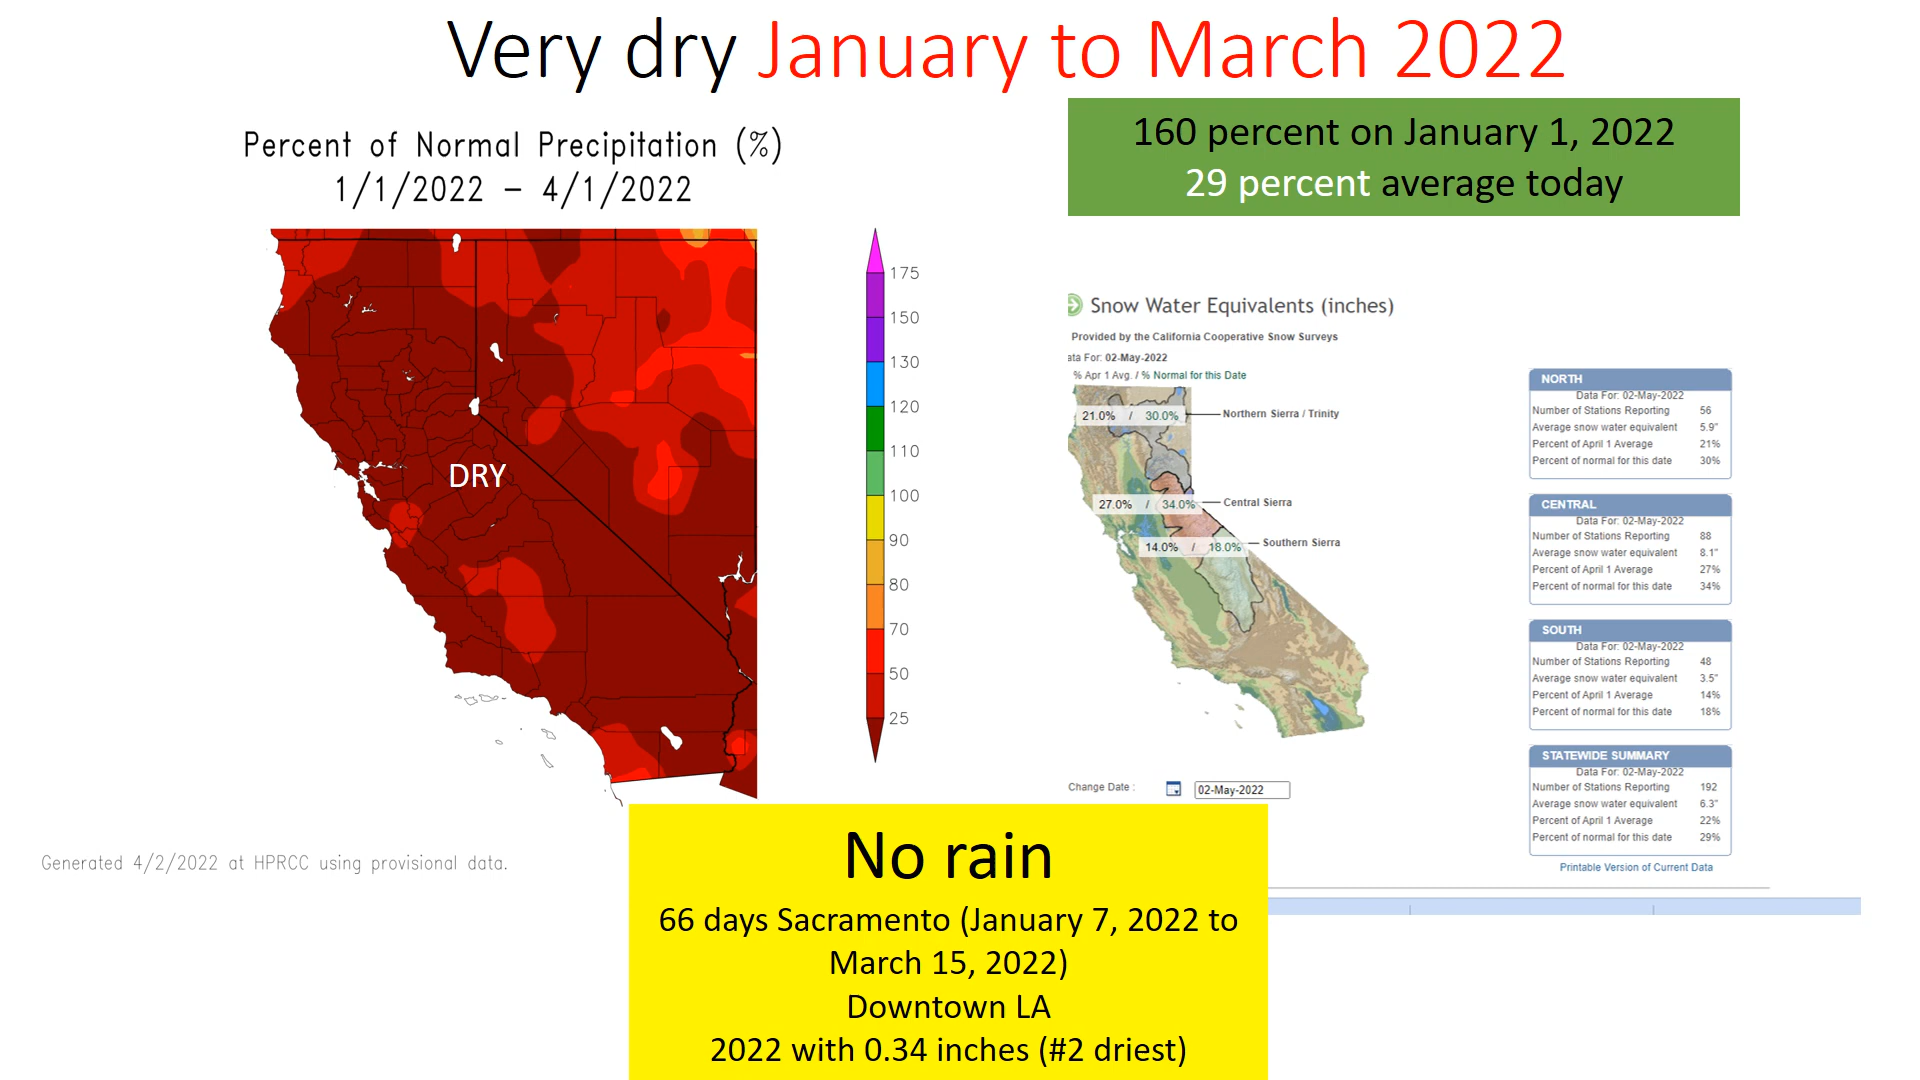 Very dry January to March 2022
Percent of Normal Precipitation (%)
1/1/2022 – 4/1/2022
160 percent on January 1, 2022
29 percent average today
DRY
175
150
130
120
110
100
90
80
70
50
25
Generated 4/2/2022 at HPRCC using provisional data.
Snow Water Equivalents (inches)
Provided by the California Cooperative Snow Surveys
ata For: 02-May-2022
% Apr 1 Avg. / % Normal for this Date
21.0% / 30.0%
Northern Sierra / Trinity
27.0% / 34.0%
Central Sierra
14.0% / 18.0%
Southern Sierra
Change Date :
02-May-2022
NORTH
Data For: 02-May-2022
Number of Stations Reporting 56
Average snow water equivalent 5.9"
Percent of April 1 Average 21%
Percent of normal for this date 30%
CENTRAL
Data For: 02-May-2022
Number of Stations Reporting 88
Average snow water equivalent 8.1"
Percent of April 1 Average 27%
Percent of normal for this date 34%
SOUTH
Data For: 02-May-2022
Number of Stations Reporting 48
Average snow water equivalent 3.5"
Percent of April 1 Average 14%
Percent of normal for this date 18%
STATEWIDE SUMMARY
Data For: 02-May-2022
Number of Stations Reporting 192
Average snow water equivalent 6.3"
Percent of April 1 Average 22%
Percent of normal for this date 29%
Printable Version of Current Data
No rain
66 days Sacramento (January 7, 2022 to
March 15, 2022)
Downtown LA
2022 with 0.34 inches (#2 driest)